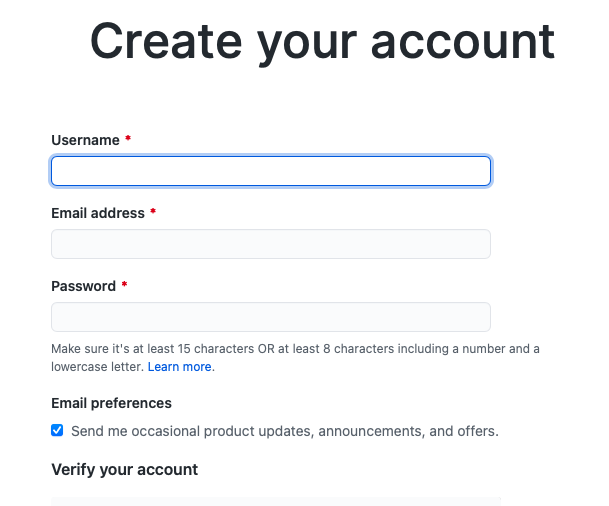 Create your account
Username *
Email address *
Password *
Make sure it's at least 15 characters OR at least 8 characters including a number and a
lowercase letter. Learn more.
Email preferences
Send me occasional product updates, announcements, and offers.
Verify your account